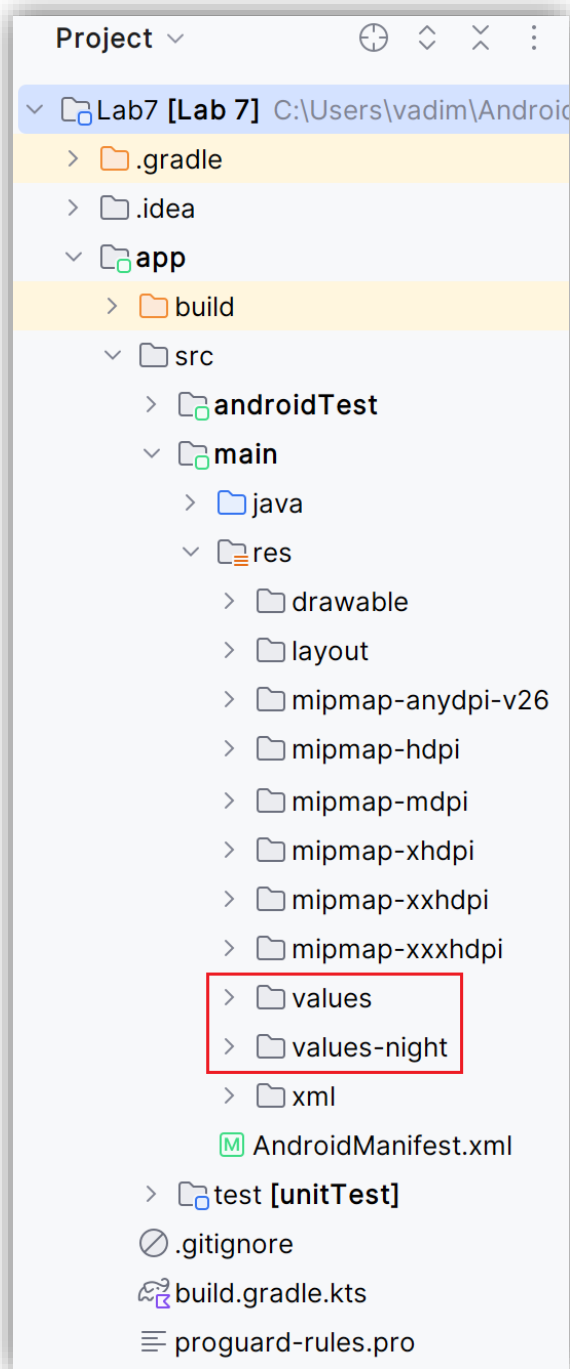 Project
Lab7 [Lab 7] C:\Users\vadim\Android
.gradle
.idea
app
build
src
androidTest
main
java
res
drawable
layout
mipmap-anydpi-v26
mipmap-hdpi
mipmap-mdpi
mipmap-xhdpi
mipmap-xxhdpi
mipmap-xxxhdpi
values
values-night
xml
M AndroidManifest.xml
test [unitTest]
.gitignore
build.gradle.kts
proguard-rules.pro